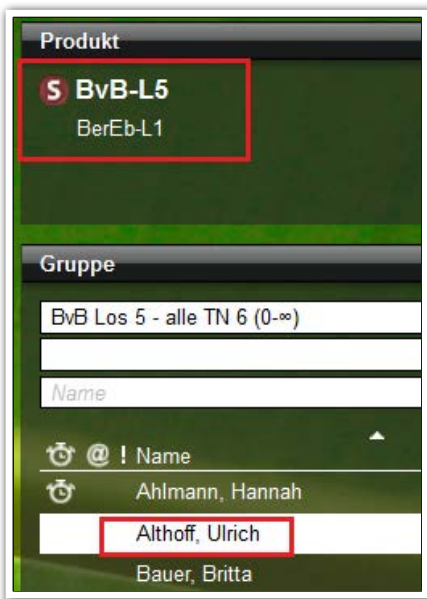 Produkt
S BvB-L5
BerEb-L1
Gruppe
BvB Los 5 - alle TN 6 (0-∞)
Name
@ ! Name
Ahlmann, Hannah
Althoff, Ulrich
Bauer, Britta